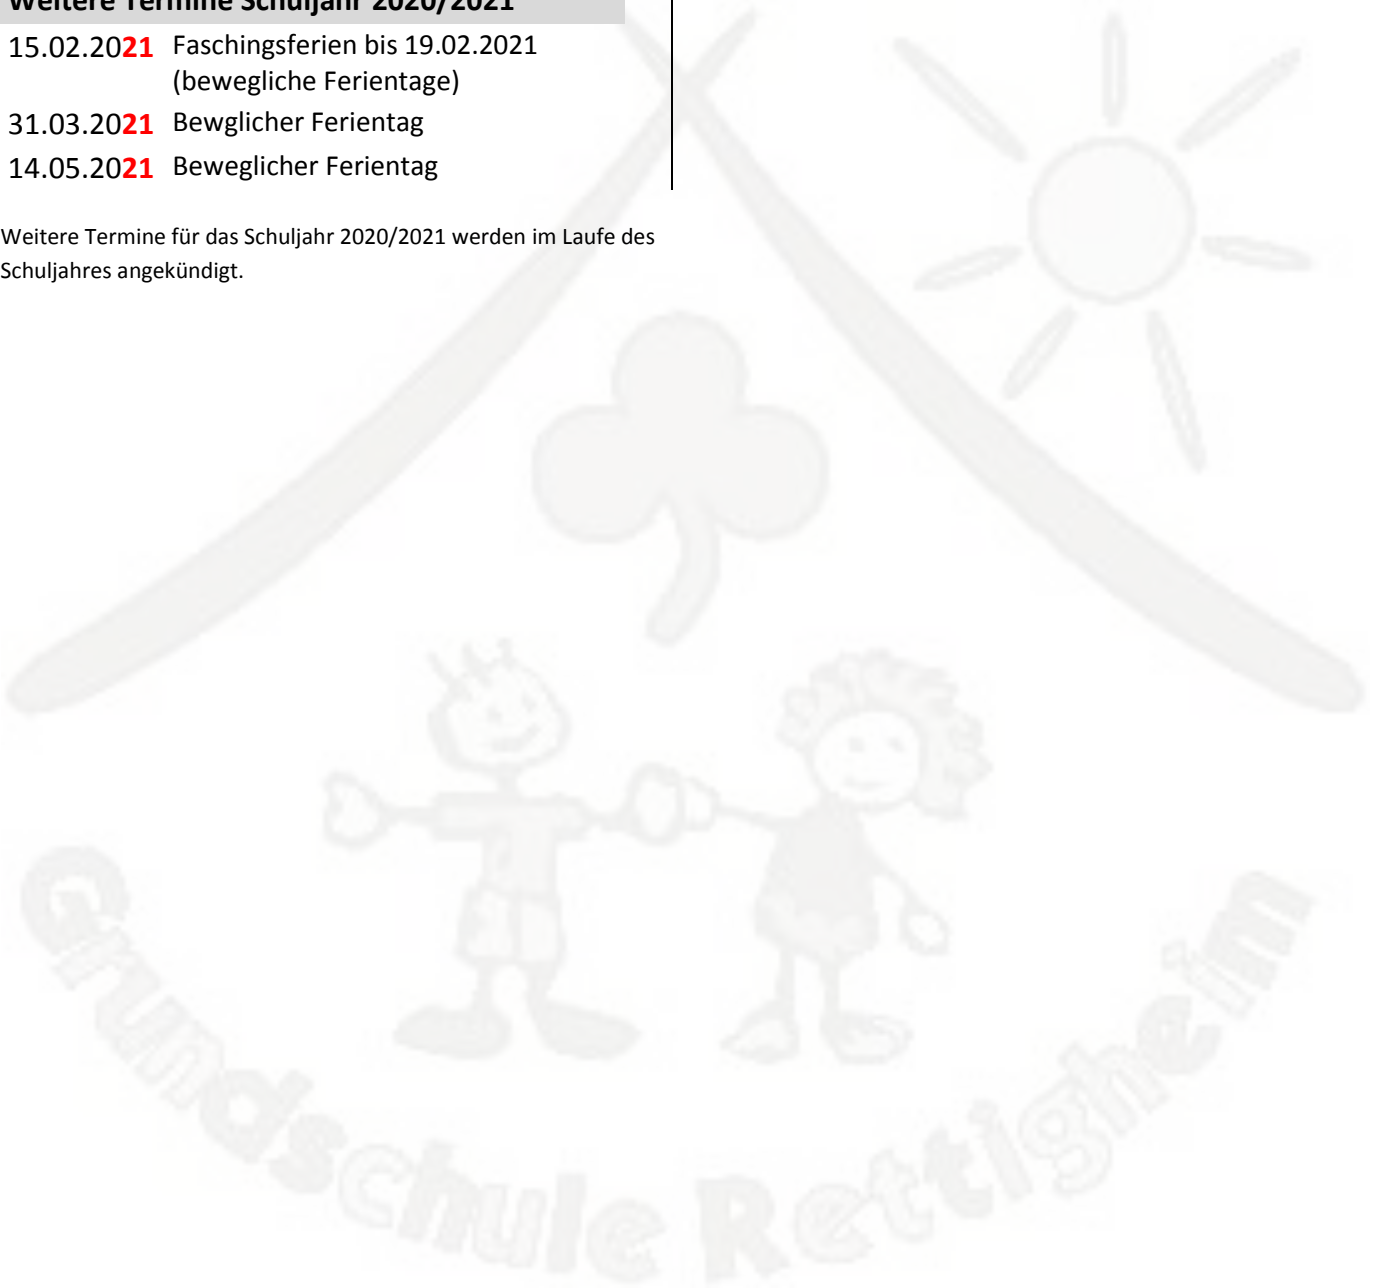 Weitere Termine Schuljahr 2020/2021
15.02.2021 Faschingsferien bis 19.02.2021
(bewegliche Ferientage)
31.03.2021 Bewglicher Ferientag
14.05.2021 Beweglicher Ferientag
Weitere Termine für das Schuljahr 2020/2021 werden im Laufe des
Schuljahres angekündigt.
Grundschule Rettigheim